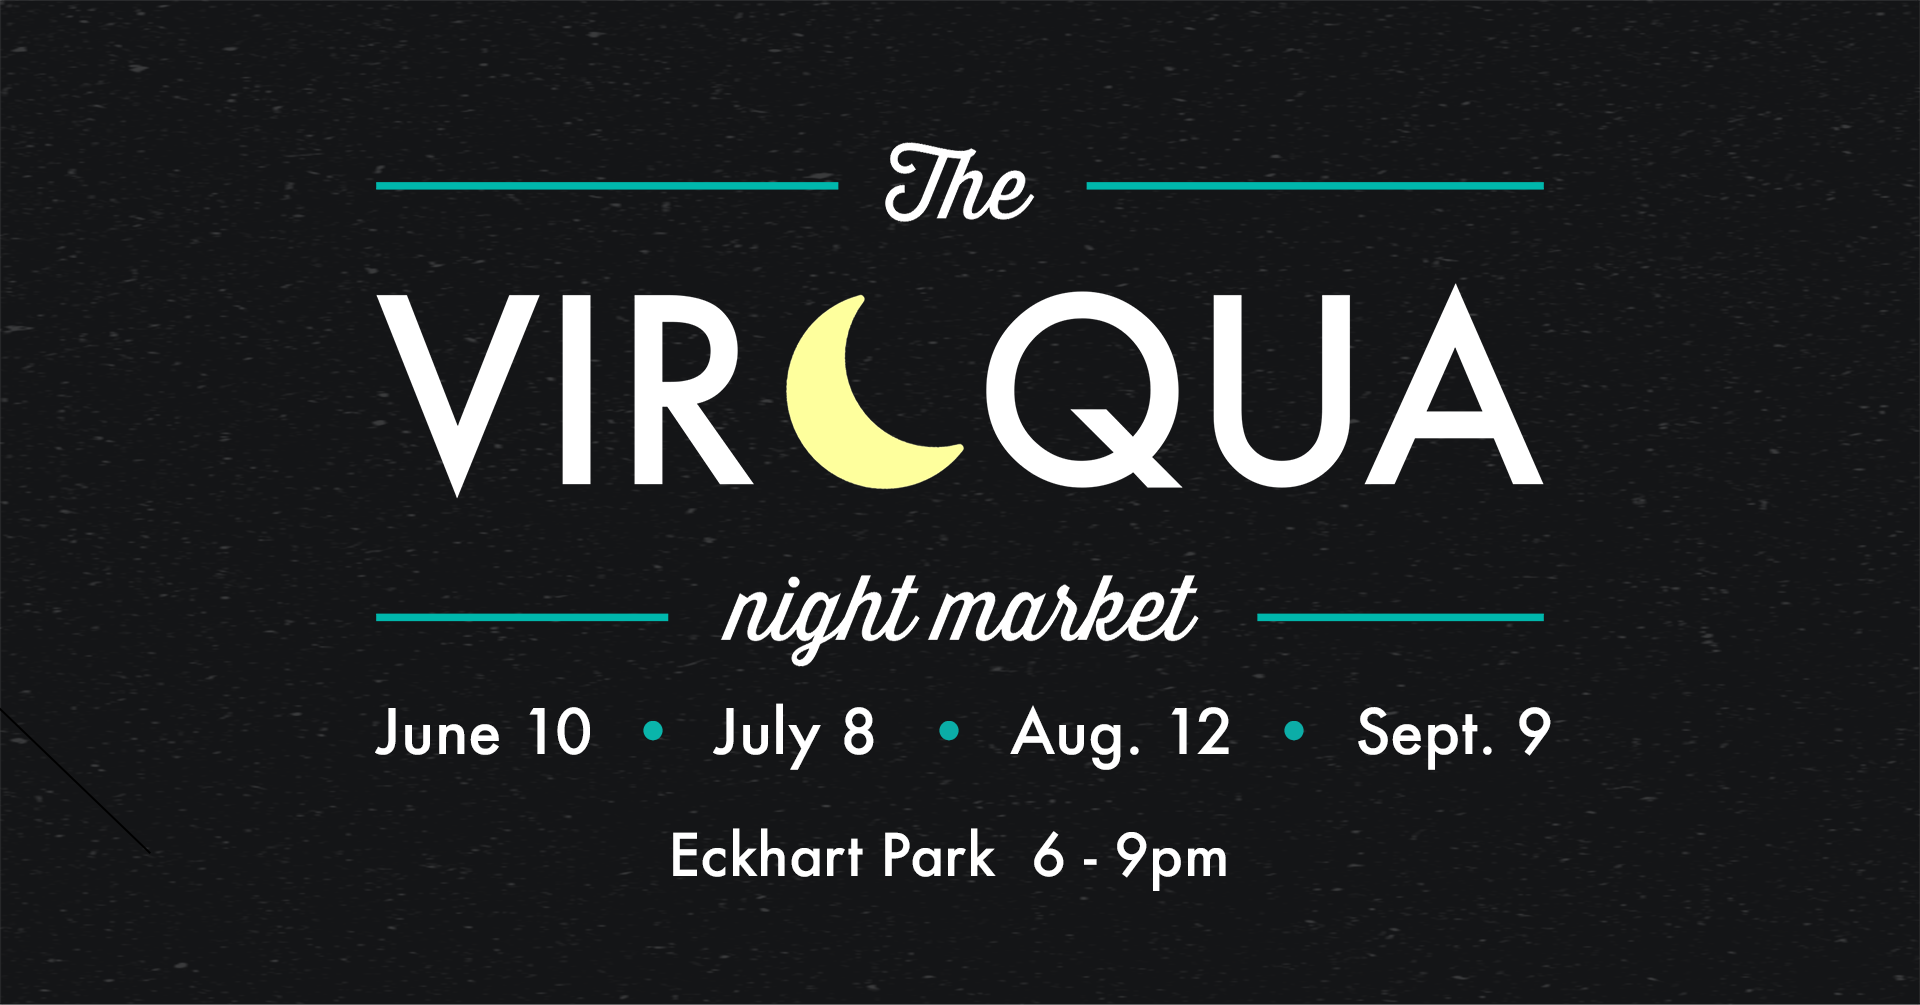 The
VIROQUA
night market
June 10 • July 8 • Aug. 12 • Sept. 9
Eckhart Park 6 - 9pm